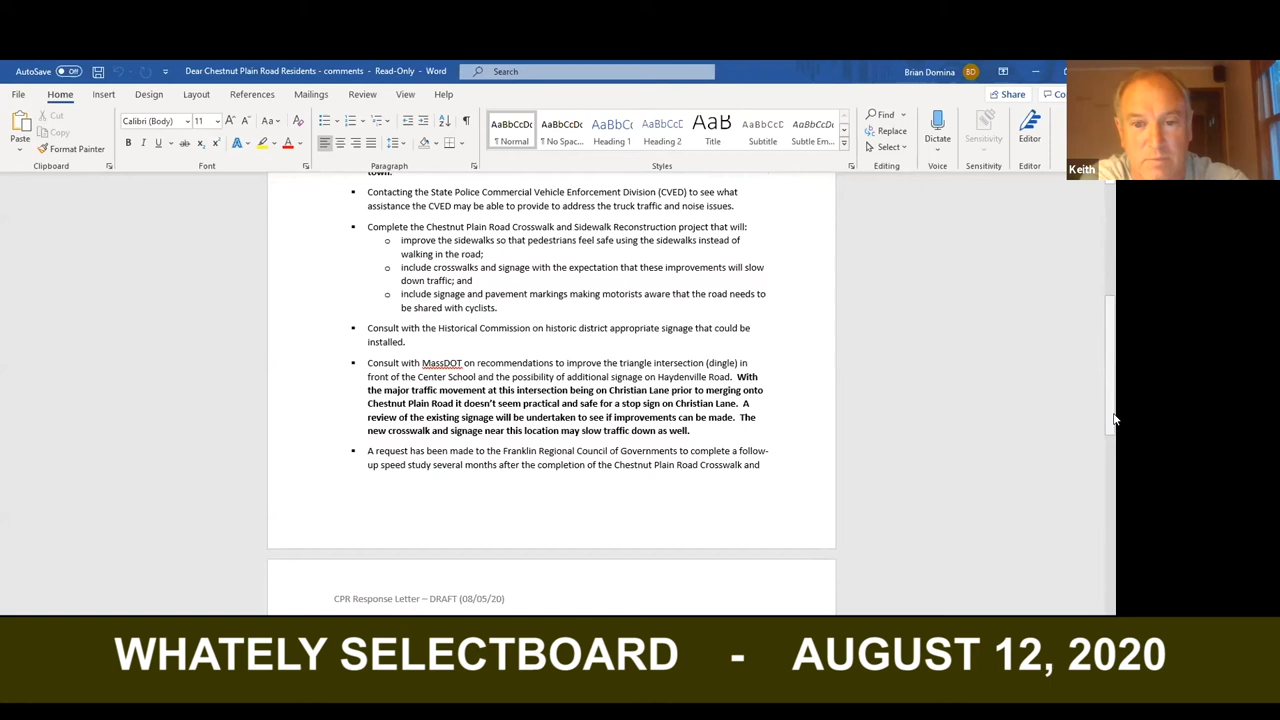 AutoSave Off
Dear Chestnut Plain Road Residents - comments - Read-Only - Word
Search
Brian Domina BD
File Home Insert Design Layout References Mailings Review View Help
Share Co
Paste
Cut
Copy
Format Painter
Clipboard
Calibri (Body) 11
Font
Paragraph
AaBbCcDc AaBbCcDc AaBbCc AaBbCcC AaB AaBbCcD AaBbCcDc
¶ Normal ¶ No Spac... Heading 1 Heading 2 Title Subtitle Subtle Em...
Styles
Find
Replace
Select
Editing
Dictate
Voice
Sensitivity
Sensitivity
Editor
Editor
Keith
town.
▪ Contacting the State Police Commercial Vehicle Enforcement Division (CVED) to see what
assistance the CVED may be able to provide to address the truck traffic and noise issues.
▪ Complete the Chestnut Plain Road Crosswalk and Sidewalk Reconstruction project that will:
o improve the sidewalks so that pedestrians feel safe using the sidewalks instead of
walking in the road;
o include crosswalks and signage with the expectation that these improvements will slow
down traffic; and
o include signage and pavement markings making motorists aware that the road needs to
be shared with cyclists.
▪ Consult with the Historical Commission on historic district appropriate signage that could be
installed.
▪ Consult with MassDOT on recommendations to improve the triangle intersection (dingle) in
front of the Center School and the possibility of additional signage on Haydenville Road. With
the major traffic movement at this intersection being on Christian Lane prior to merging onto
Chestnut Plain Road it doesn't seem practical and safe for a stop sign on Christian Lane. A
review of the existing signage will be undertaken to see if improvements can be made. The
new crosswalk and signage near this location may slow traffic down as well.
▪ A request has been made to the Franklin Regional Council of Governments to complete a follow-
up speed study several months after the completion of the Chestnut Plain Road Crosswalk and
CPR Response Letter – DRAFT (08/05/20)
WHATELY SELECTBOARD - AUGUST 12, 2020